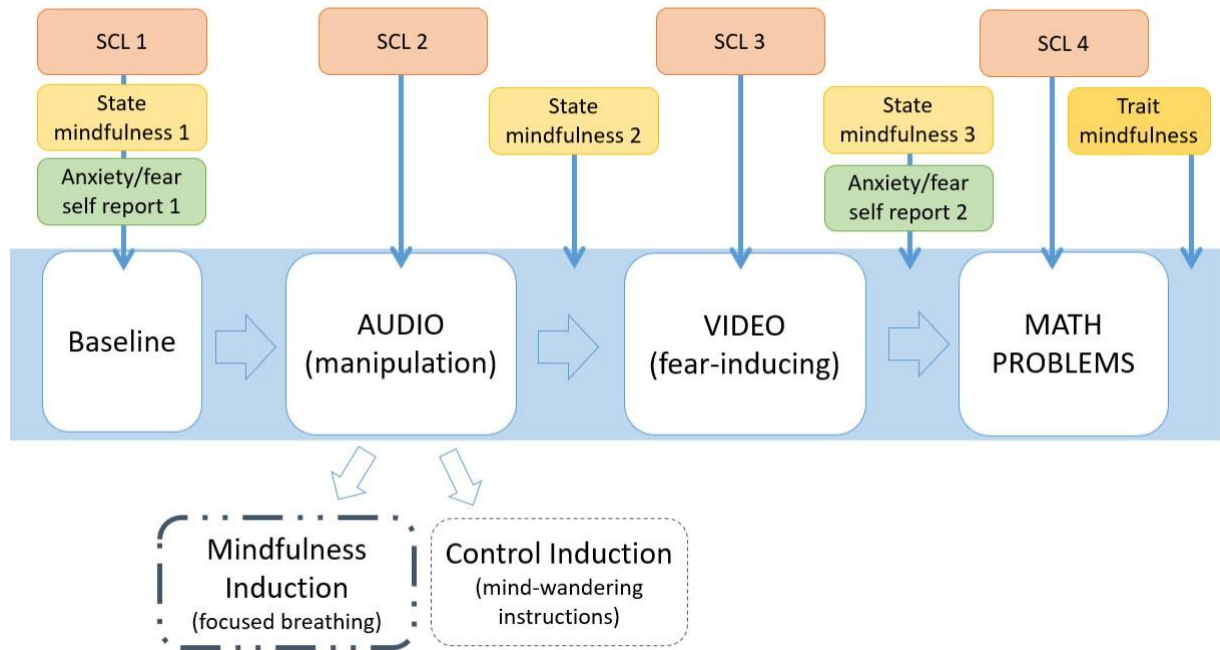 SCL 1
SCL 2
SCL 3
SCL 4
State
mindfulness 1
State
mindfulness 2
State
mindfulness 3
Trait
mindfulness
Anxiety/fear
self report 1
Anxiety/fear
self report 2
Baseline
AUDIO
(manipulation)
VIDEO
(fear-inducing)
MATH
PROBLEMS
Mindfulness
Induction
(focused breathing)
Control Induction
(mind-wandering
instructions)